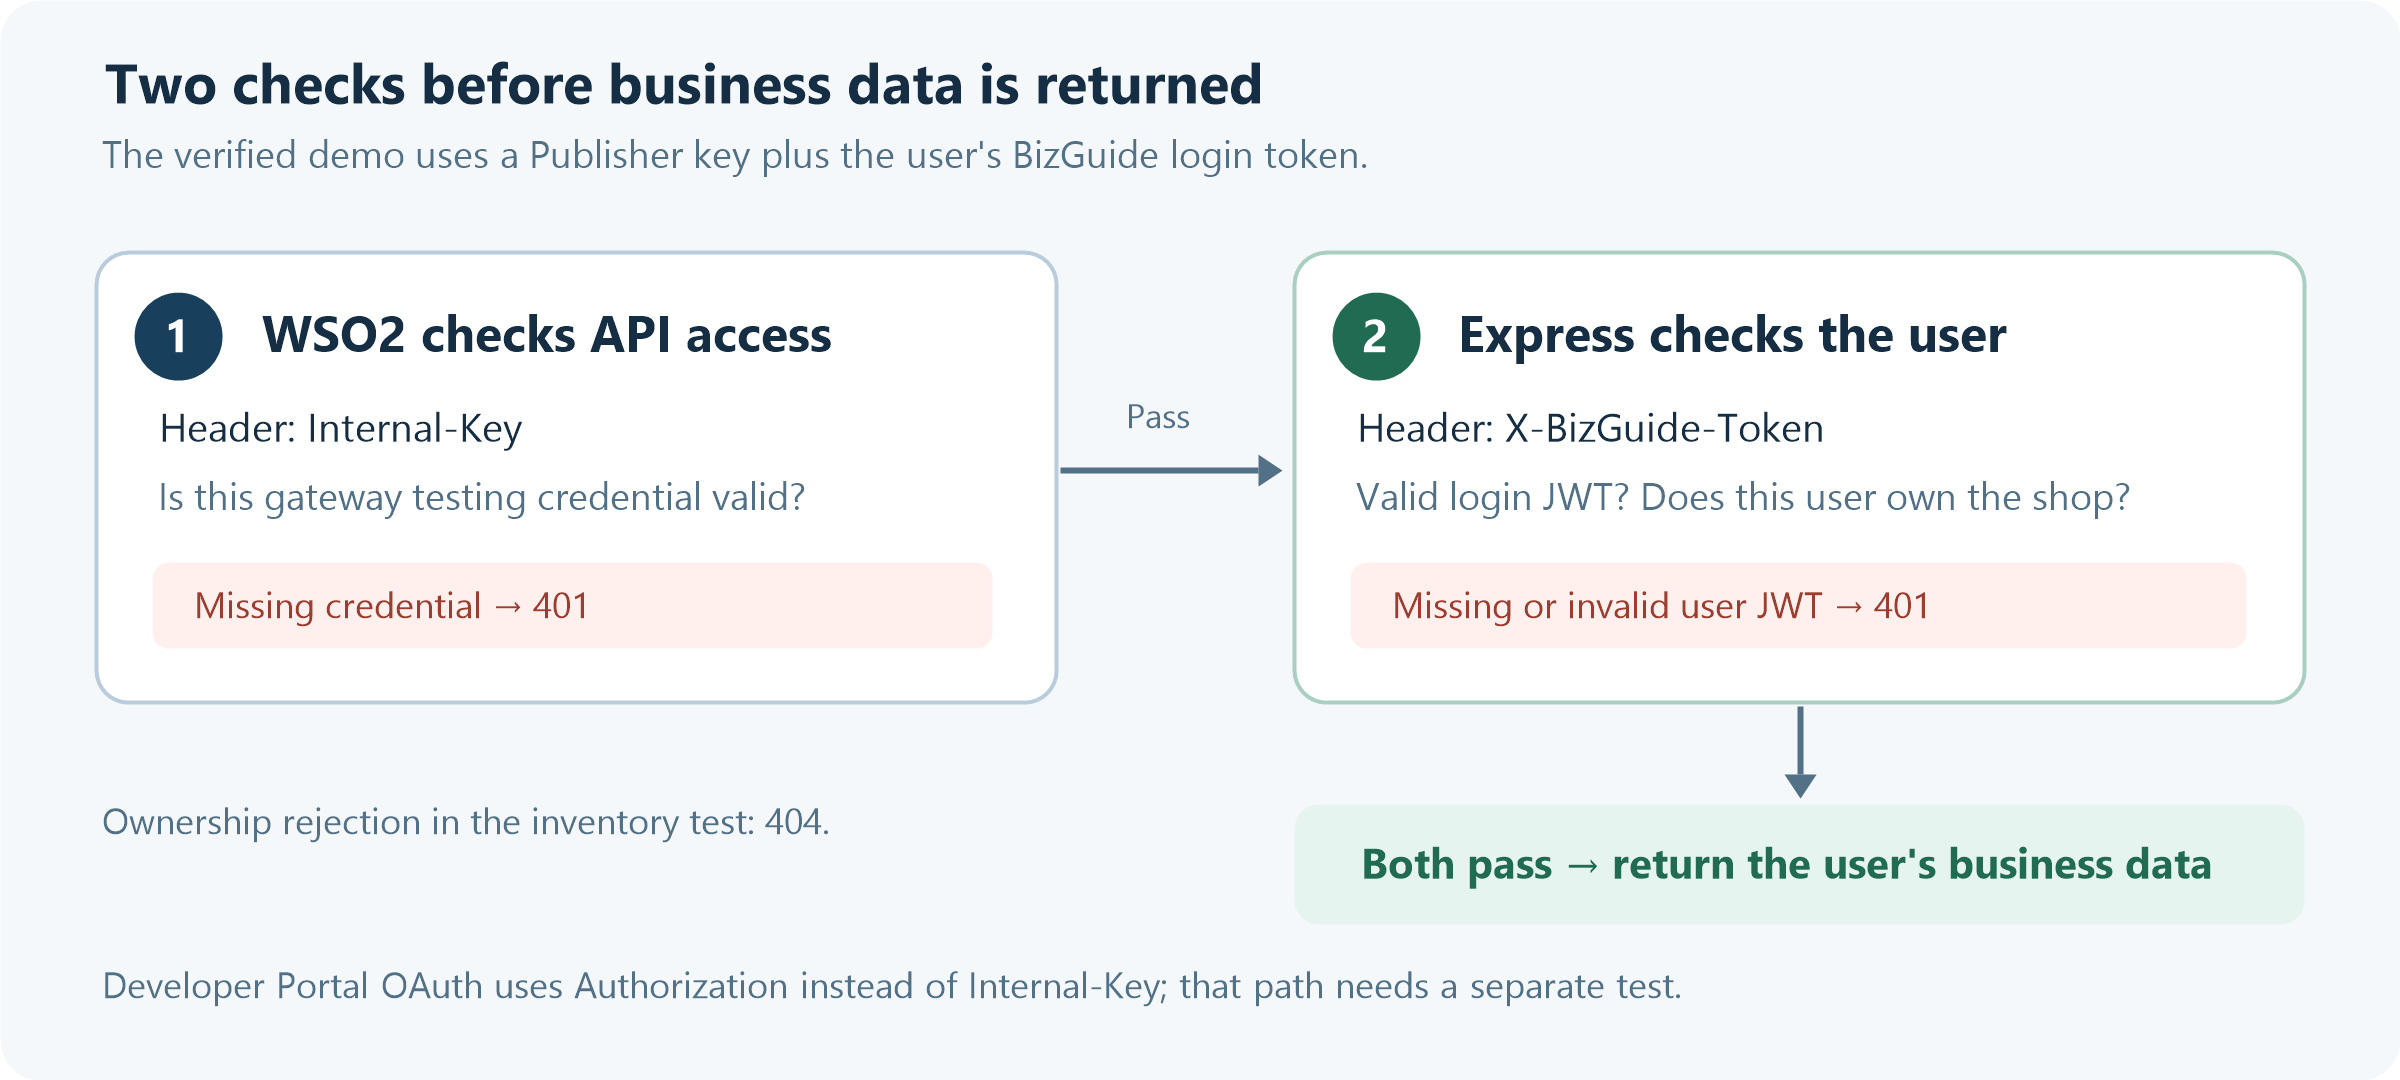 Two checks before business data is returned
The verified demo uses a Publisher key plus the user's BizGuide login token.
1
WSO2 checks API access
Header: Internal-Key
Is this gateway testing credential valid?
Missing credential → 401
Pass
2
Express checks the user
Header: X-BizGuide-Token
Valid login JWT? Does this user own the shop?
Missing or invalid user JWT → 401
Ownership rejection in the inventory test: 404.
Both pass → return the user's business data
Developer Portal OAuth uses Authorization instead of Internal-Key; that path needs a separate test.